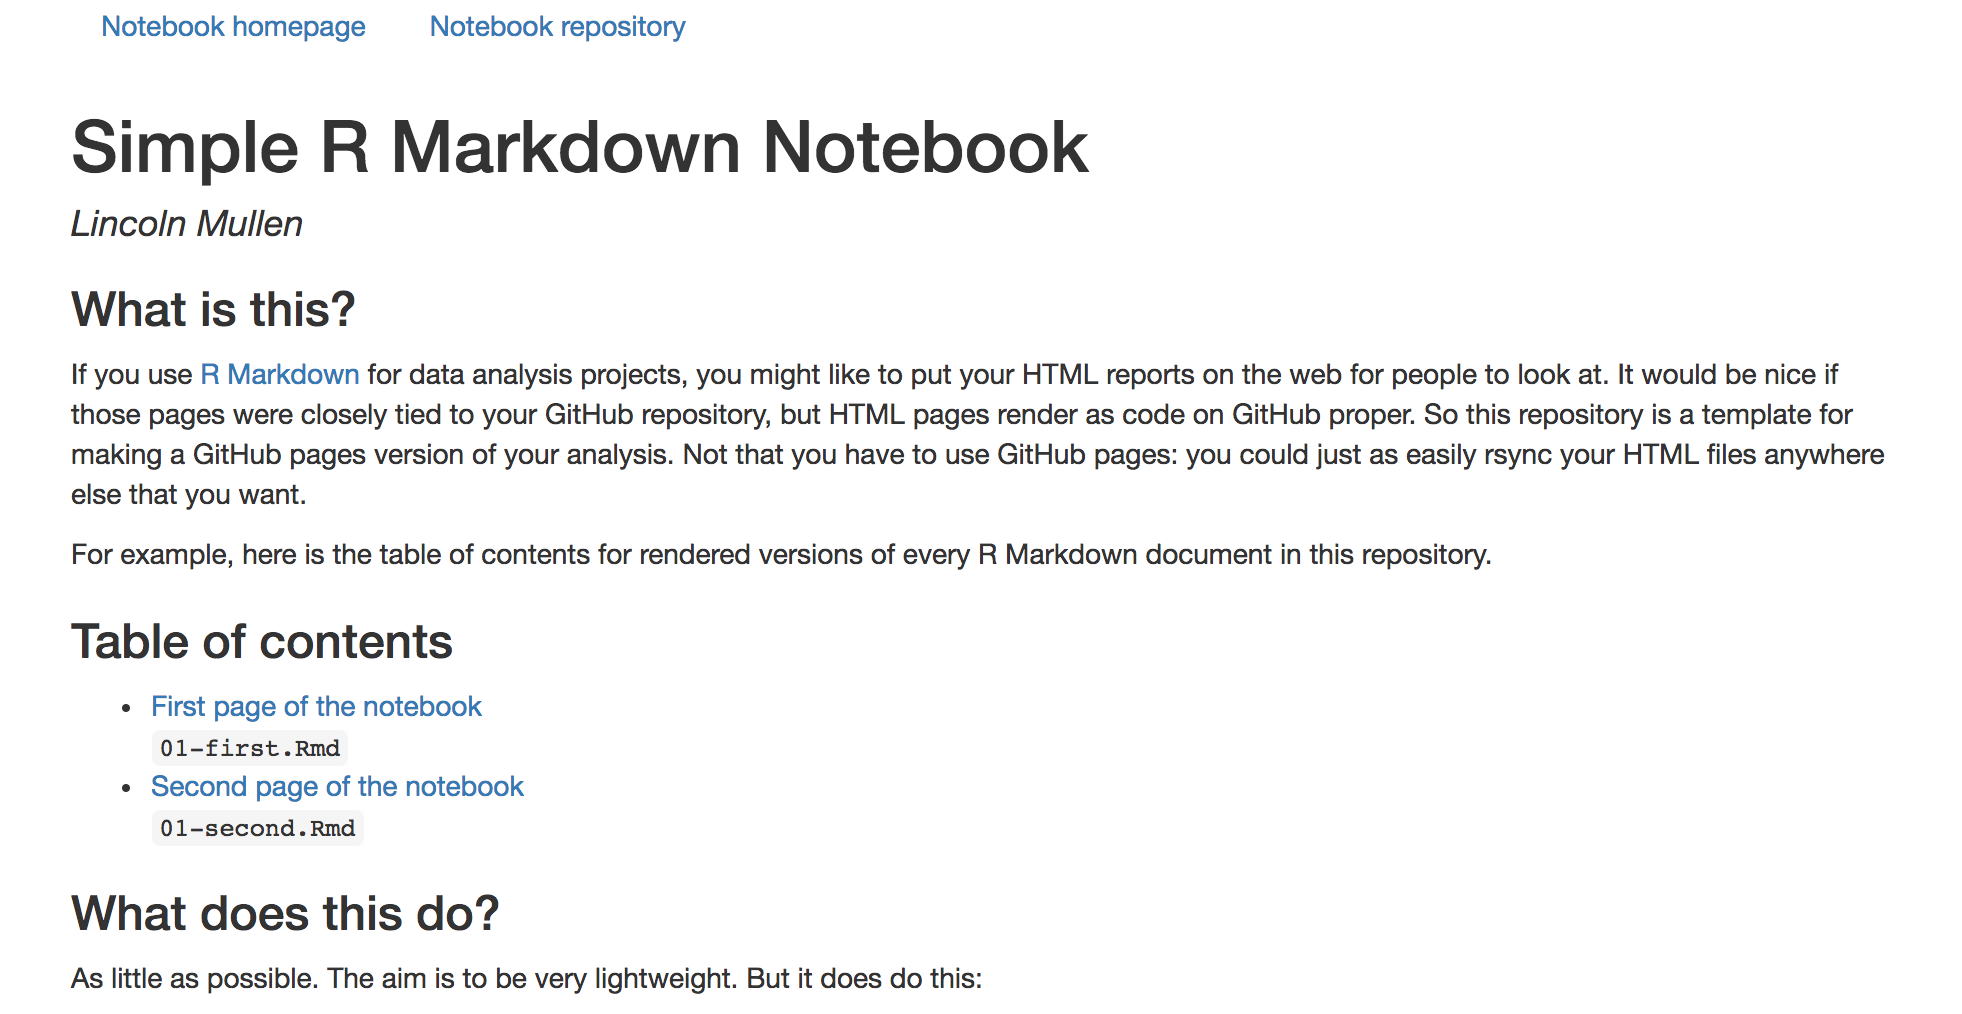 Notebook homepage Notebook repository
Simple R Markdown Notebook
Lincoln Mullen
What is this?
If you use R Markdown for data analysis projects, you might like to put your HTML reports on the web for people to look at. It would be nice if
those pages were closely tied to your GitHub repository, but HTML pages render as code on GitHub proper. So this repository is a template for
making a GitHub pages version of your analysis. Not that you have to use GitHub pages: you could just as easily rsync your HTML files anywhere
else that you want.
For example, here is the table of contents for rendered versions of every R Markdown document in this repository.
Table of contents
• First page of the notebook
01-first.Rmd
• Second page of the notebook
01-second.Rmd
What does this do?
As little as possible. The aim is to be very lightweight. But it does do this: